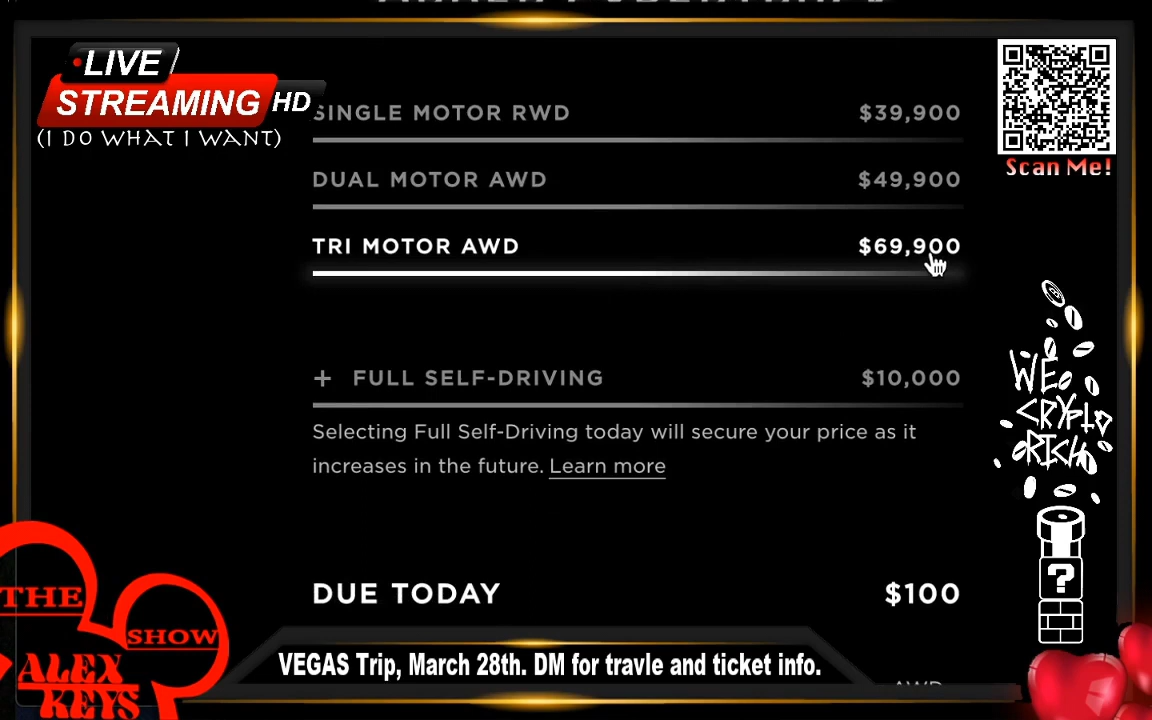 LIVE
STREAMING HD
(I DO WHAT I WANT)
Scan Me!
SINGLE MOTOR RWD $39,900
DUAL MOTOR AWD $49,900
TRI MOTOR AWD $69,900
+ FULL SELF-DRIVING $10,000
Selecting Full Self-Driving today will secure your price as it
increases in the future. Learn more
WE
CRYPTO
RICH
?
DUE TODAY $100
THE
SHOW
ALEX
KEYS
VEGAS Trip, March 28th. DM for travle and ticket info.
AWD